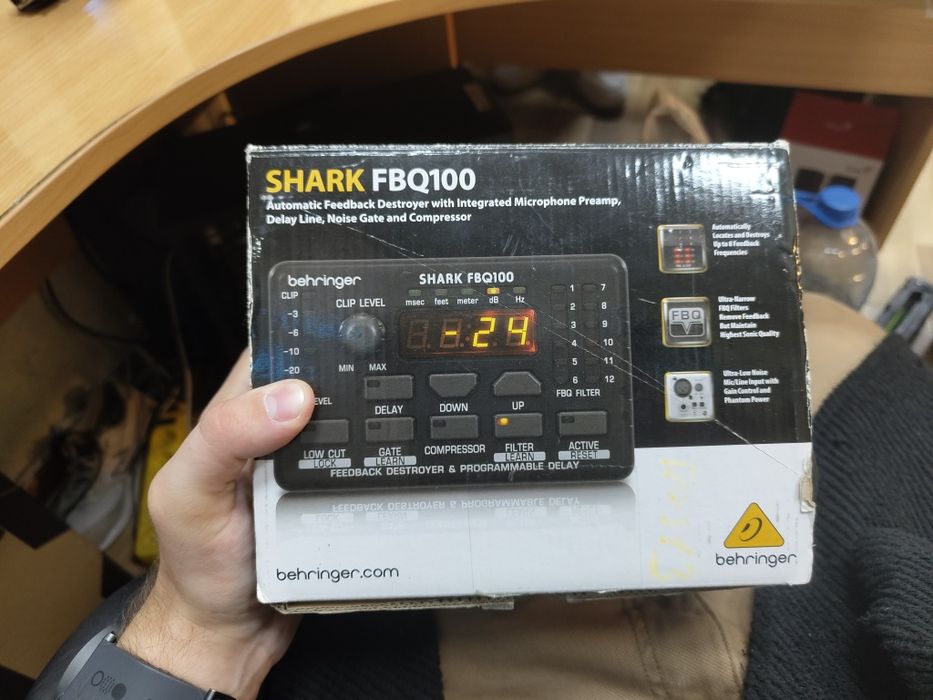 SHARK FBQ100
Automatic Feedback Destroyer with Integrated Microphone Preamp,
Delay Line, Noise Gate and Compressor
Automatically
Locates and Destroys
Up to 8 Feedback
Frequencies
FBQ
Ultra-Narrow
FBQ Filters
Remove Feedback
But Maintain
Highest Sonic Quality
Ultra-Low Noise
Mic/Line Input with
Gain Control and
Phantom Power
behringer
SHARK FBQ100
CLIP
-3
-6
-10
-20
CLIP LEVEL
MIN MAX
msec feet meter dB Hz
-24
1 7
2 8
3 9
4 10
5 11
6 12
FBQ FILTER
DELAY
DOWN
UP
LOW CUT
LOCK
GATE
LEARN
COMPRESSOR
FILTER
LEARN
ACTIVE
RESET
FEEDBACK DESTROYER & PROGRAMMABLE DELAY
behringer
behringer.com